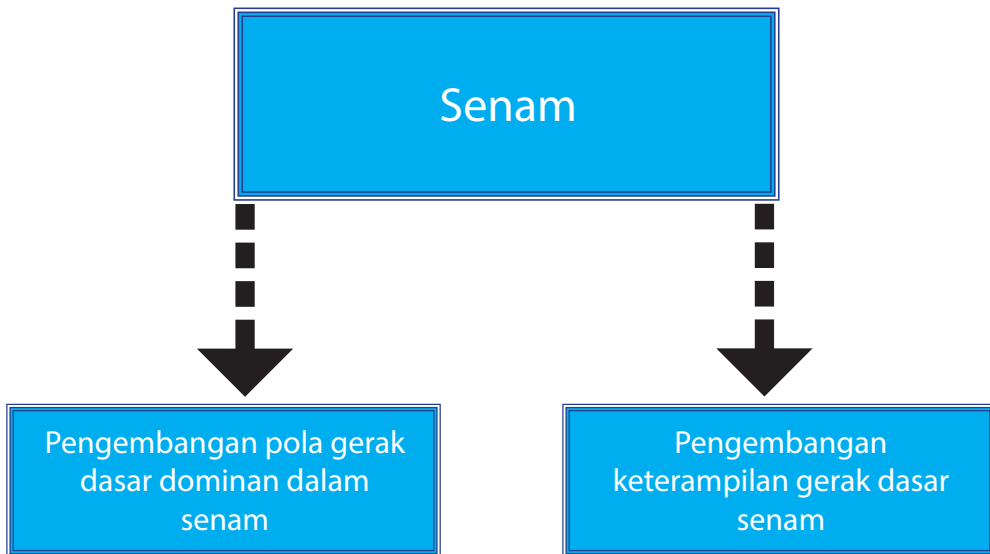 Senam
Pengembangan pola gerak
dasar dominan dalam
senam
Pengembangan
keterampilan gerak dasar
senam